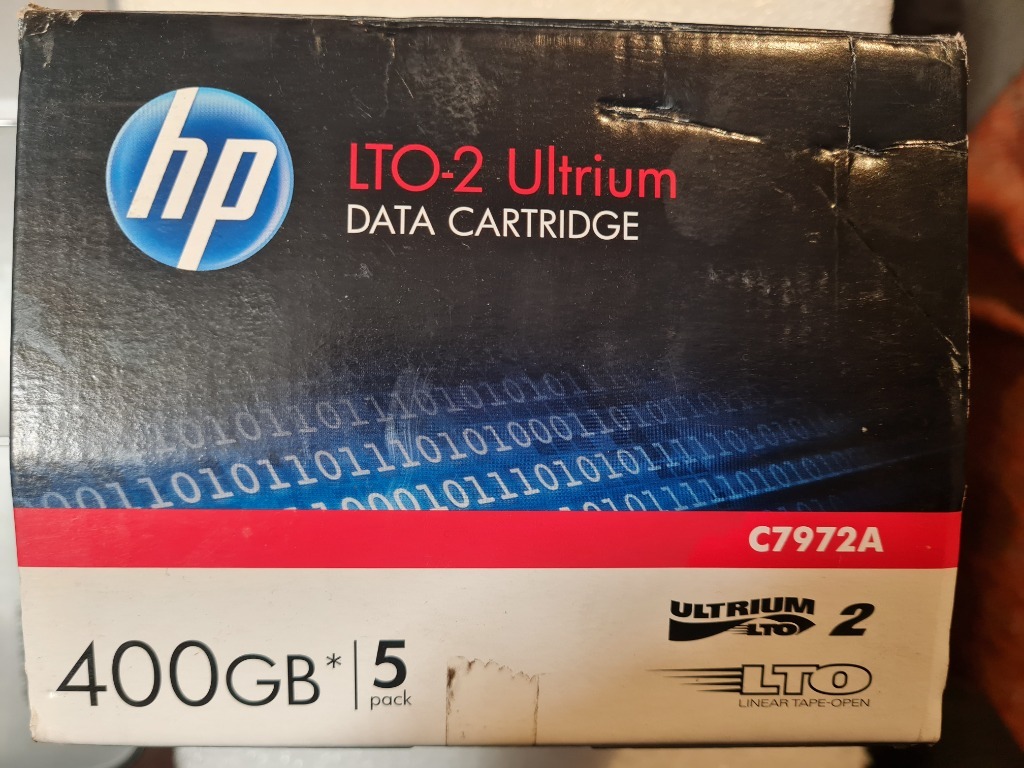 hp
LTO-2 Ultrium
DATA CARTRIDGE
C7972A
ULTRIUM
LTO 2
400GB* 5
pack
LTO
LINEAR TAPE-OPEN